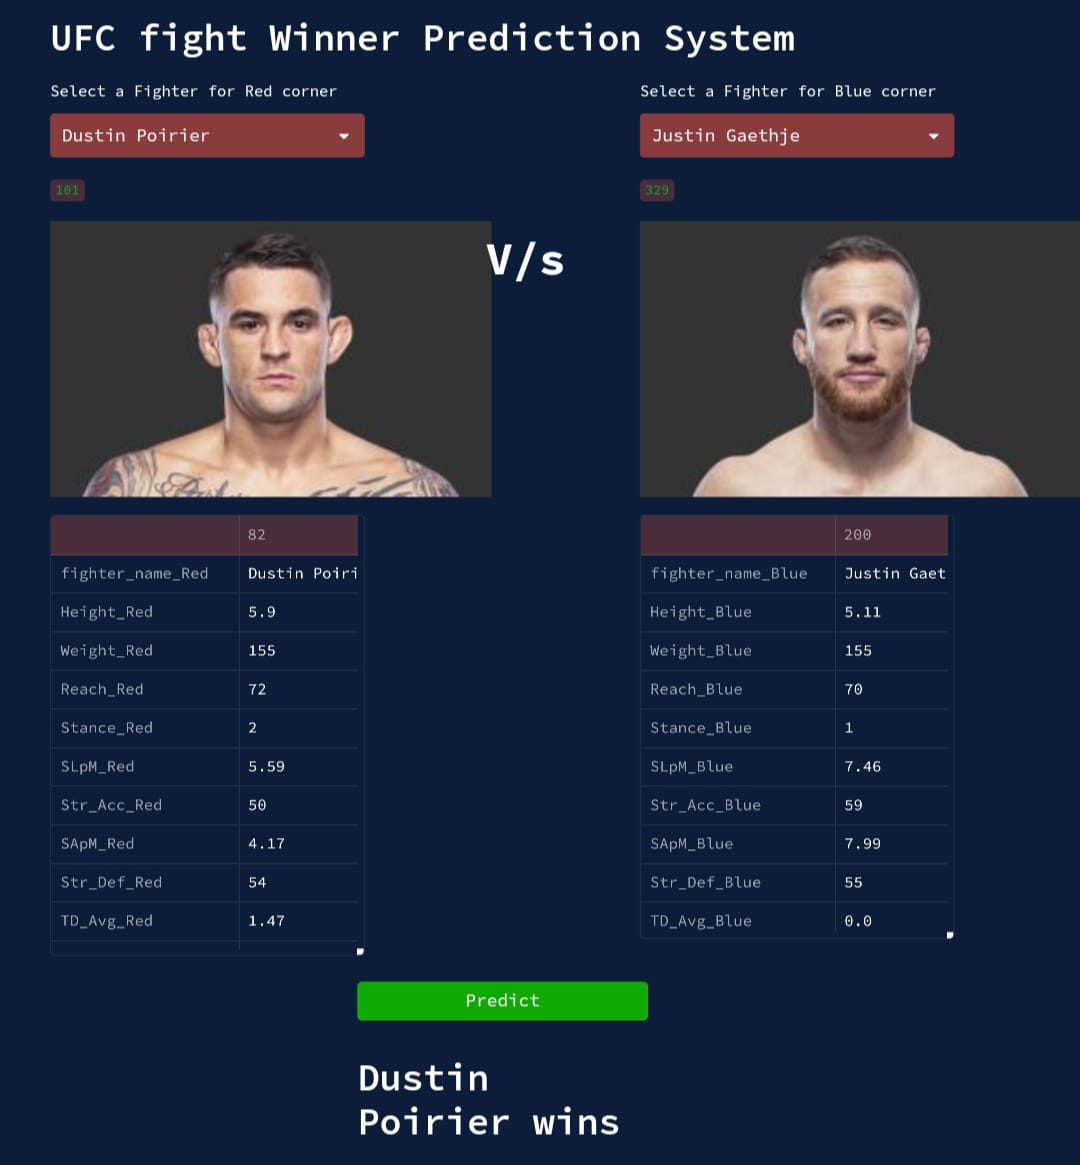 UFC fight Winner Prediction System
Select a Fighter for Red corner
Dustin Poirier
101
V/s
Select a Fighter for Blue corner
Justin Gaethje
329
82
fighter_name_Red Dustin Poiri
Height_Red 5.9
Weight_Red 155
Reach_Red 72
Stance_Red 2
SLpM_Red 5.59
Str_Acc_Red 50
SApM_Red 4.17
Str_Def_Red 54
TD_Avg_Red 1.47
200
fighter_name_Blue Justin Gaet
Height_Blue 5.11
Weight_Blue 155
Reach_Blue 70
Stance_Blue 1
SLpM_Blue 7.46
Str_Acc_Blue 59
SApM_Blue 7.99
Str_Def_Blue 55
TD_Avg_Blue 0.0
Predict
Dustin
Poirier wins